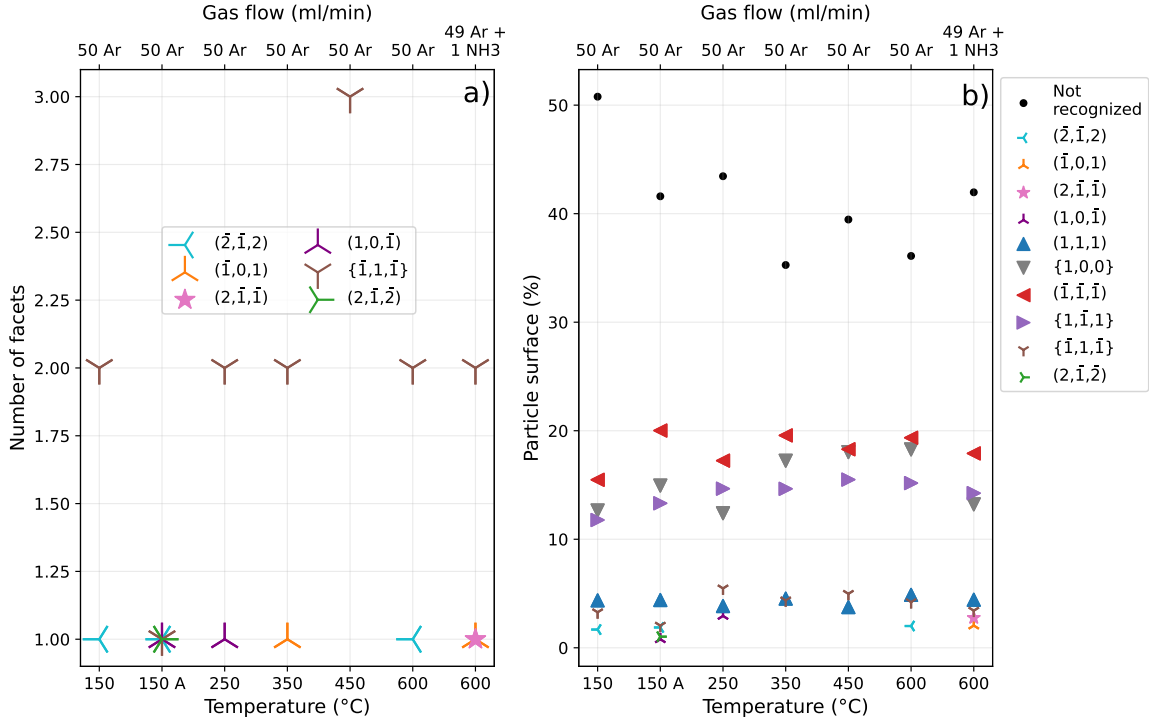 Gas flow (ml/min)
50 Ar 50 Ar 50 Ar 50 Ar 50 Ar 50 Ar 49 Ar +
1 NH3
a)
3.00
2.75
2.50
2.25
2.00
1.75
1.50
1.25
1.00
Number of facets
(2̄,1̄,2)
(1̄,0,1)
(2,1̄,1̄)
(1,0,1̄)
{1̄,1,1̄}
(2,1̄,2̄)
150 150 A 250 350 450 600 600
Temperature (°C)
Gas flow (ml/min)
50 Ar 50 Ar 50 Ar 50 Ar 50 Ar 50 Ar 49 Ar +
1 NH3
b)
50
40
30
20
10
0
Particle surface (%)
150 150 A 250 350 450 600 600
Temperature (°C)
Not
recognized
(2̄,1̄,2)
(1̄,0,1)
(2,1̄,1̄)
(1,0,1̄)
(1,1,1)
{1,0,0}
(1̄,1̄,1̄)
{1,1̄,1}
{1̄,1,1̄}
(2,1̄,2̄)